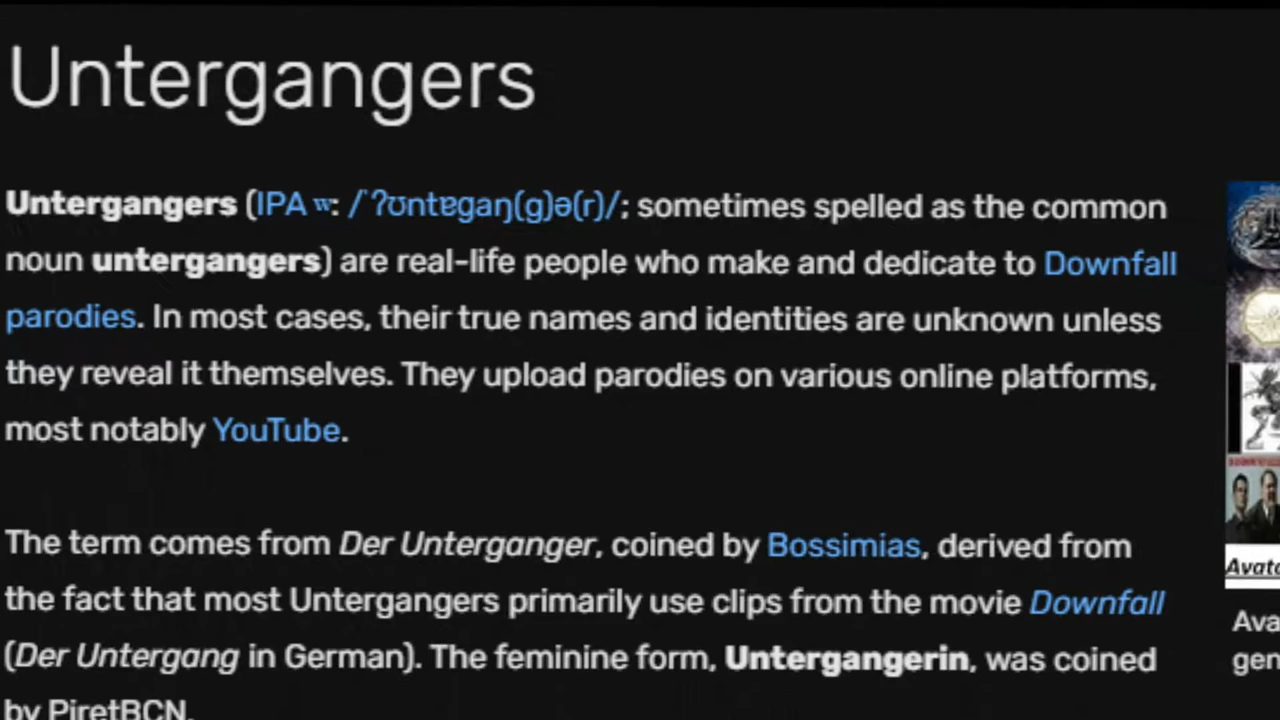 Untergangers
Untergangers (IPA w: /ˈʔʊntɐɡaŋ(g)ə(r)/; sometimes spelled as the common
noun untergangers) are real-life people who make and dedicate to Downfall
parodies. In most cases, their true names and identities are unknown unless
they reveal it themselves. They upload parodies on various online platforms,
most notably YouTube.
The term comes from Der Unterganger, coined by Bossimias, derived from
the fact that most Untergangers primarily use clips from the movie Downfall
(Der Untergang in German). The feminine form, Untergangerin, was coined
by PiretBCN.
Avata
Ava
gen